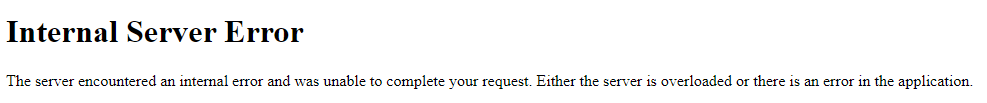 Internal Server Error
The server encountered an internal error and was unable to complete your request. Either the server is overloaded or there is an error in the application.